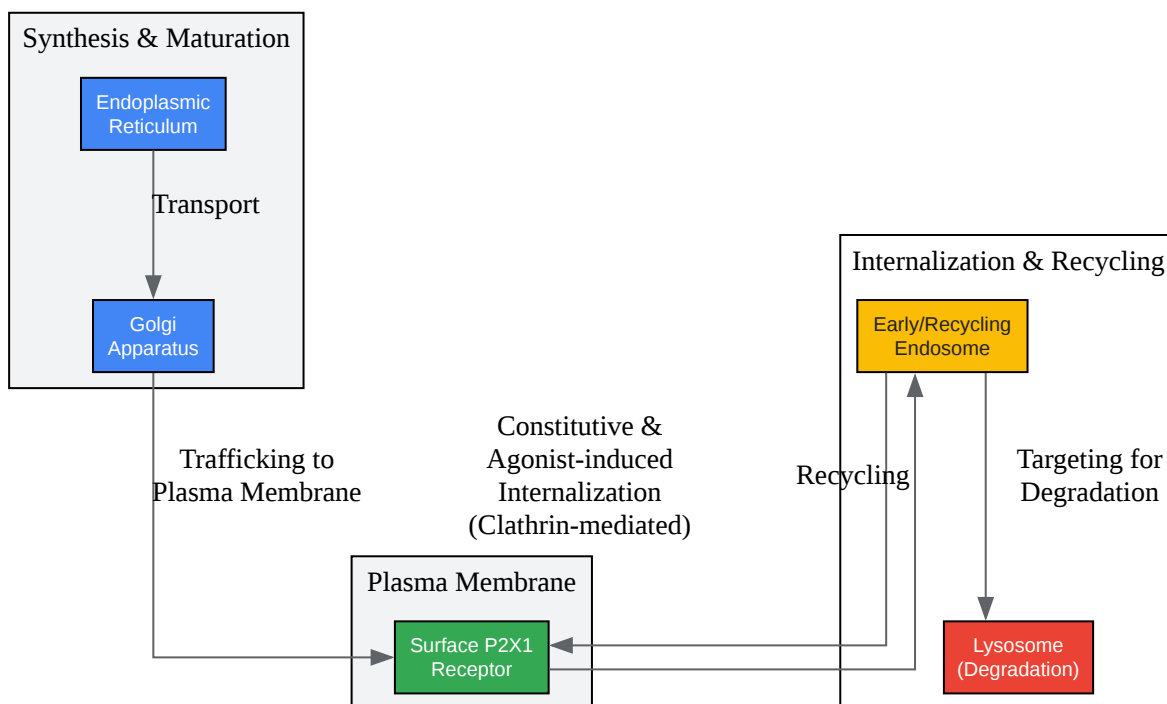 Synthesis & Maturation
Endoplasmic
Reticulum
Transport
Golgi
Apparatus
Trafficking to
Plasma Membrane
Constitutive &
Agonist-induced
Internalization
(Clathrin-mediated)
Plasma Membrane
Surface P2X1
Receptor
Internalization & Recycling
Early/Recycling
Endosome
Recycling
Targeting for
Degradation
Lysosome
(Degradation)